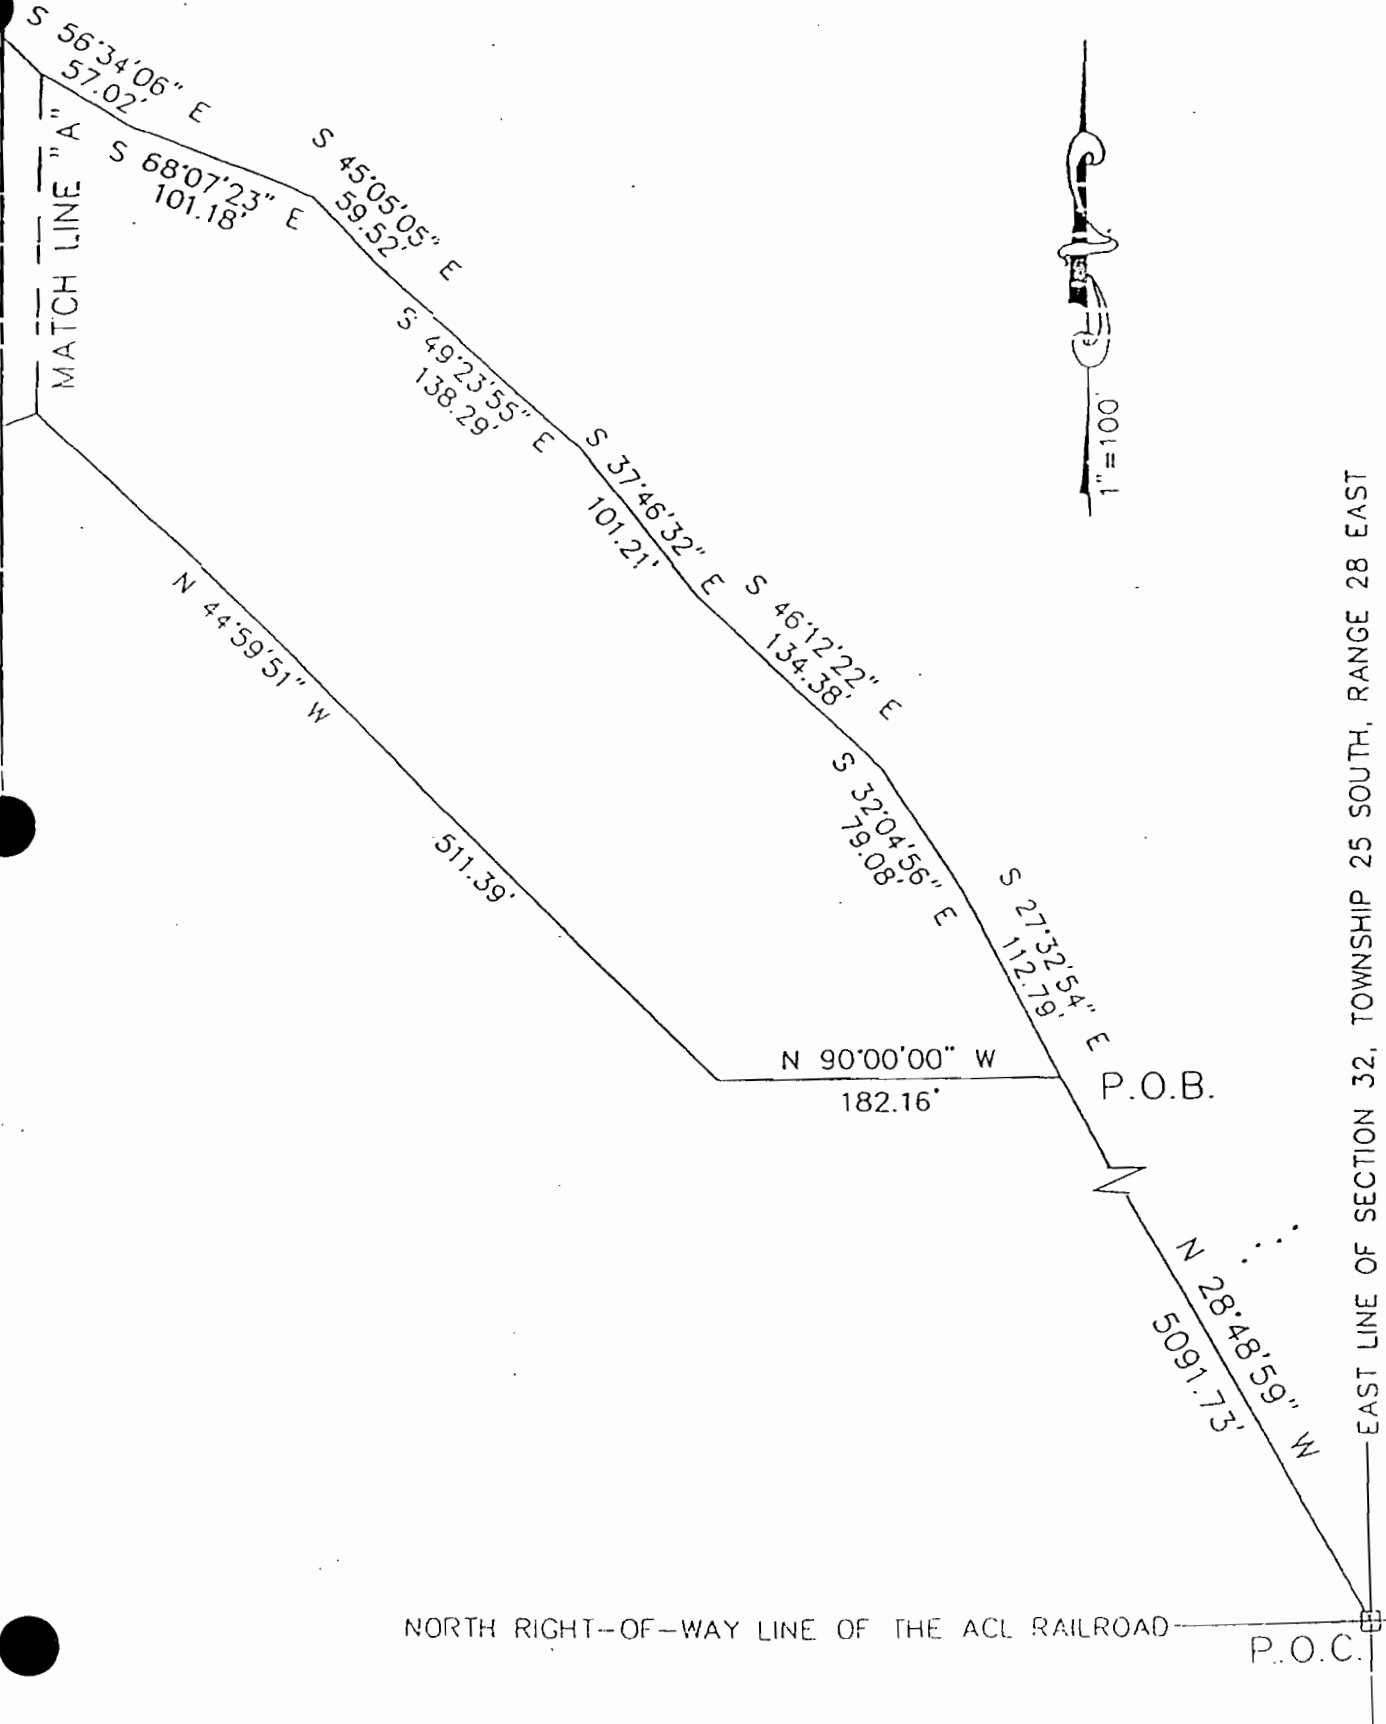 S 56°34'06" E
57.02'
MATCH LINE "A"
S 68°07'23" E
101.18'
S 45°05'05" E
59.52'
S 49°23'55" E
138.29'
S 37°46'32" E
101.21'
1"=100'
S 46°12'22" E
134.38'
N 44°59'51" W
511.39'
S 32°04'56" E
79.08'
S 27°32'54" E
112.79'
N 90°00'00" W
182.16'
P.O.B.
N 28°48'59" W
5091.73'
EAST LINE OF SECTION 32, TOWNSHIP 25 SOUTH, RANGE 28 EAST
NORTH RIGHT-OF-WAY LINE OF THE ACL RAILROAD
P.O.C.